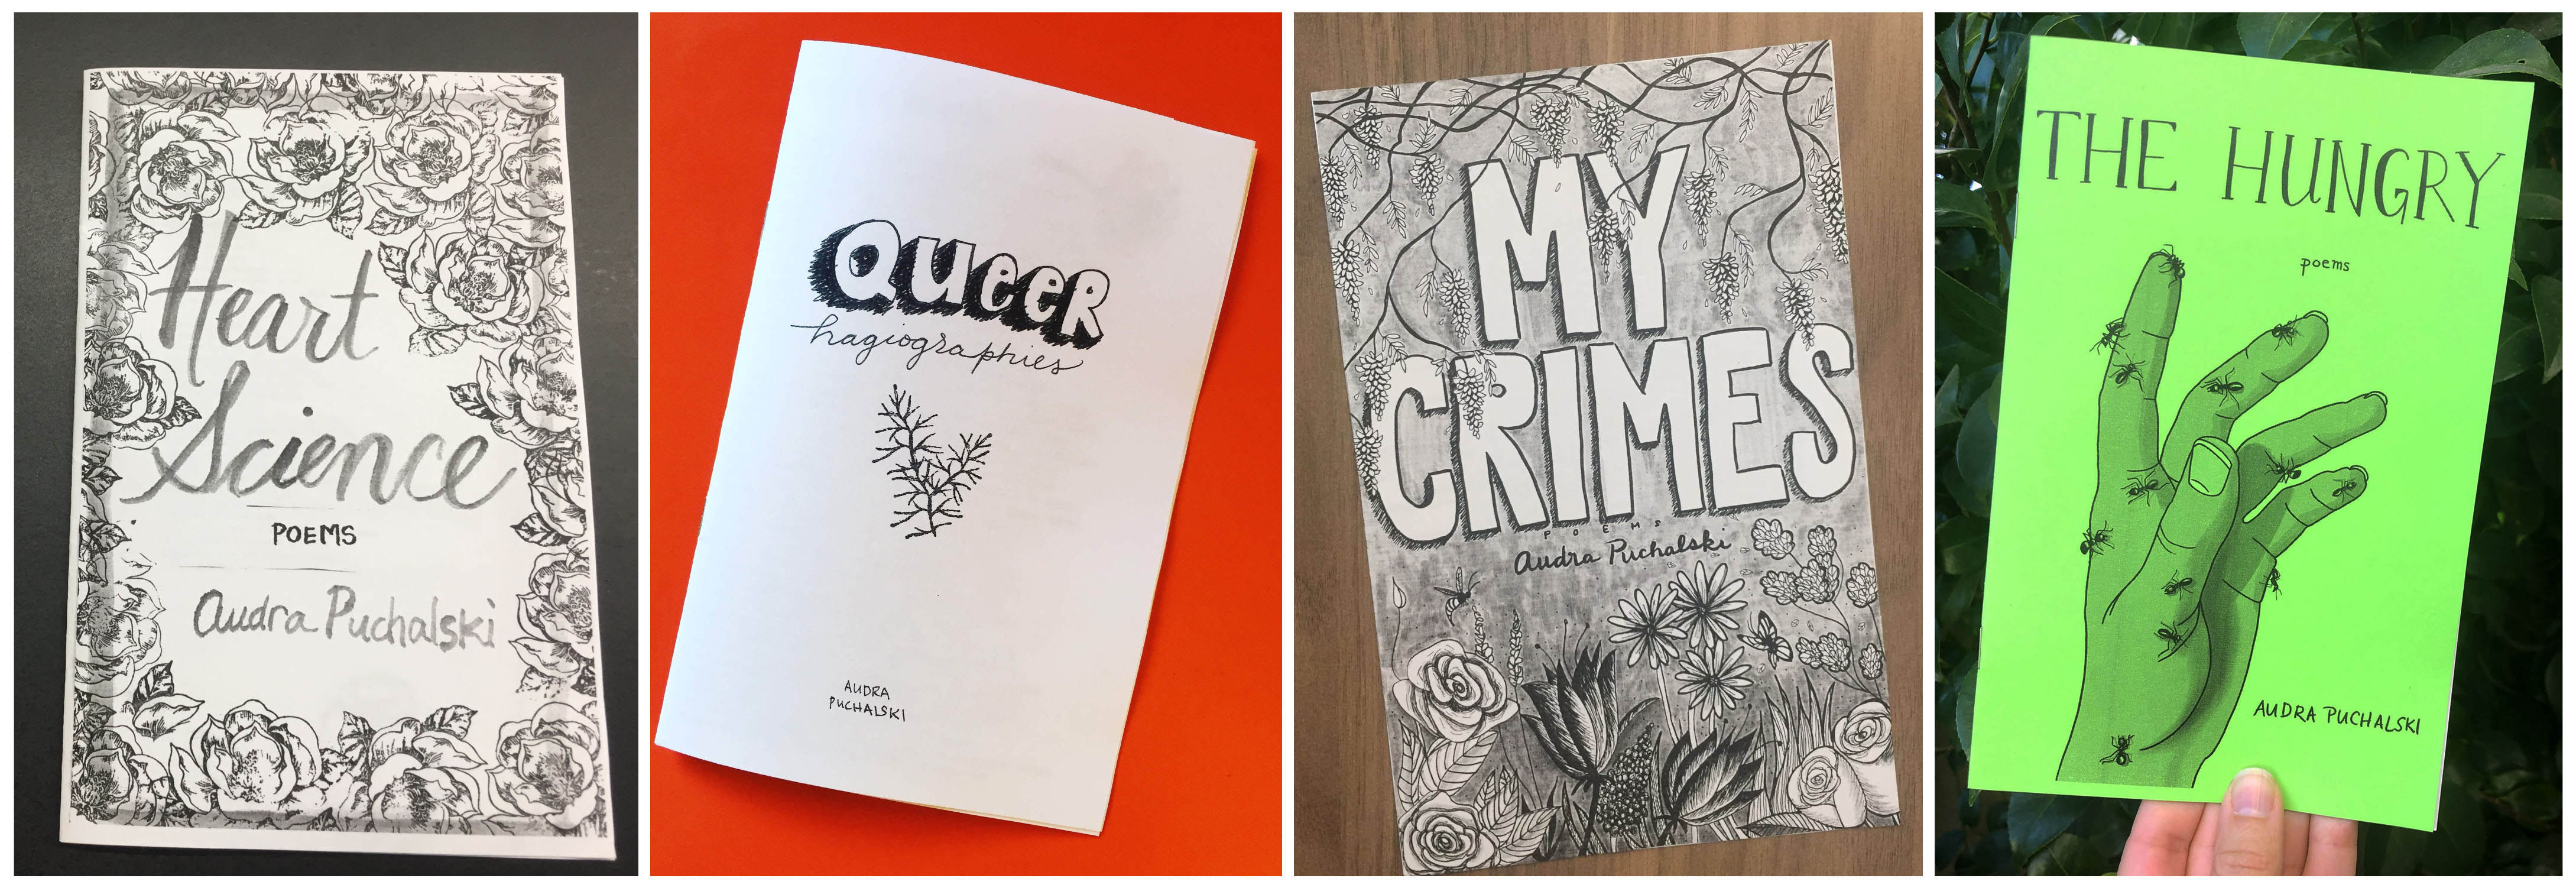 Heart
Science
POEMS
Audra Puchalski
QUEER
hagiographies
AUDRA
PUCHALSKI
MY
CRIMES
POEMS
Audra Puchalski
THE HUNGRY
poems
AUDRA PUCHALSKI